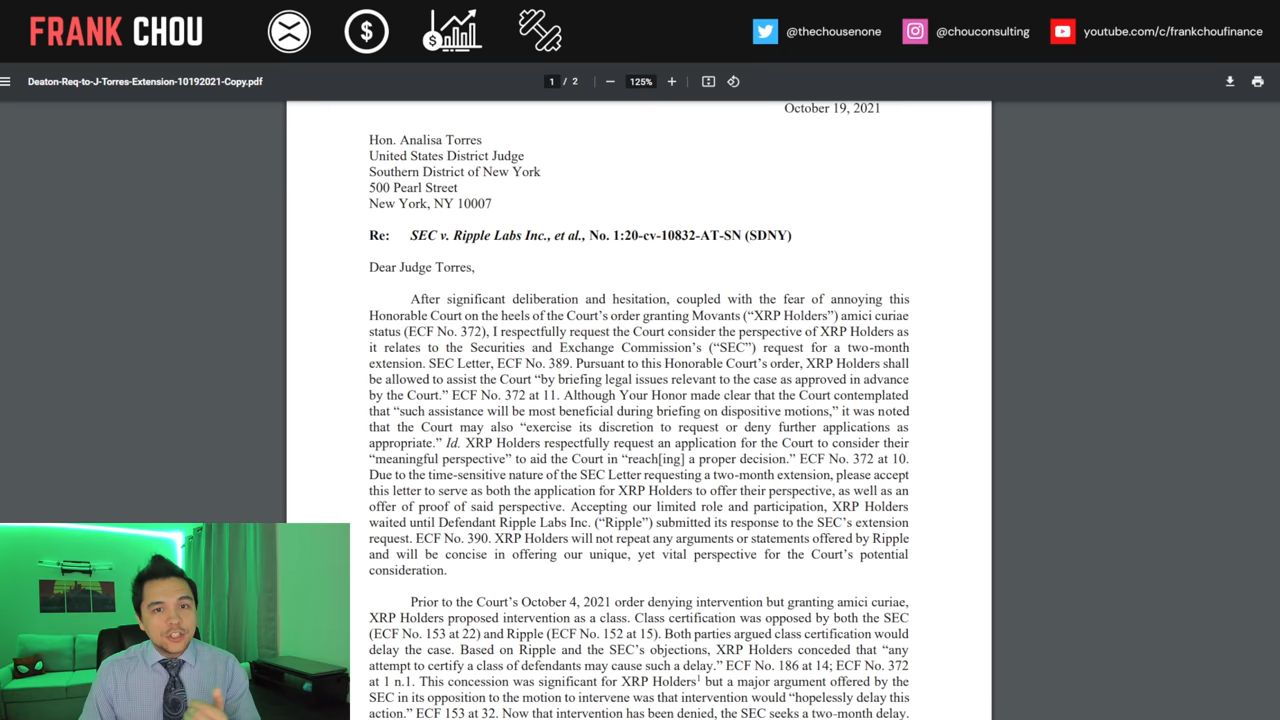 FRANK CHOU
@thechousenone
@chouconsulting
youtube.com/c/frankchoufinance
Deaton-Req-to-J-Torres-Extension-10192021-Copy.pdf
1 / 2
125%
October 19, 2021
Hon. Analisa Torres
United States District Judge
Southern District of New York
500 Pearl Street
New York, NY 10007
Re: SEC v. Ripple Labs Inc., et al., No. 1:20-cv-10832-AT-SN (SDNY)
Dear Judge Torres,
After significant deliberation and hesitation, coupled with the fear of annoying this
Honorable Court on the heels of the Court's order granting Movants (“XRP Holders”) amici curiae
status (ECF No. 372), I respectfully request the Court consider the perspective of XRP Holders as
it relates to the Securities and Exchange Commission's (“SEC”) request for a two-month
extension. SEC Letter, ECF No. 389. Pursuant to this Honorable Court's order, XRP Holders shall
be allowed to assist the Court “by briefing legal issues relevant to the case as approved in advance
by the Court.” ECF No. 372 at 11. Although Your Honor made clear that the Court contemplated
that “such assistance will be most beneficial during briefing on dispositive motions,” it was noted
that the Court may also “exercise its discretion to request or deny further applications as
appropriate.” Id. XRP Holders respectfully request an application for the Court to consider their
“meaningful perspective” to aid the Court in “reach[ing] a proper decision.” ECF No. 372 at 10.
Due to the time-sensitive nature of the SEC Letter requesting a two-month extension, please accept
this letter to serve as both the application for XRP Holders to offer their perspective, as well as an
offer of proof of said perspective. Accepting our limited role and participation, XRP Holders
waited until Defendant Ripple Labs Inc. (“Ripple”) submitted its response to the SEC's extension
request. ECF No. 390. XRP Holders will not repeat any arguments or statements offered by Ripple
and will be concise in offering our unique, yet vital perspective for the Court's potential
consideration.
Prior to the Court's October 4, 2021 order denying intervention but granting amici curiae,
XRP Holders proposed intervention as a class. Class certification was opposed by both the SEC
(ECF No. 153 at 22) and Ripple (ECF No. 152 at 15). Both parties argued class certification would
delay the case. Based on Ripple and the SEC's objections, XRP Holders conceded that “any
attempt to certify a class of defendants may cause such a delay.” ECF No. 186 at 14; ECF No. 372
at 1 n.1. This concession was significant for XRP Holders¹ but a major argument offered by the
SEC in its opposition to the motion to intervene was that intervention would “hopelessly delay this
action.” ECF 153 at 32. Now that intervention has been denied, the SEC seeks a two-month delay.